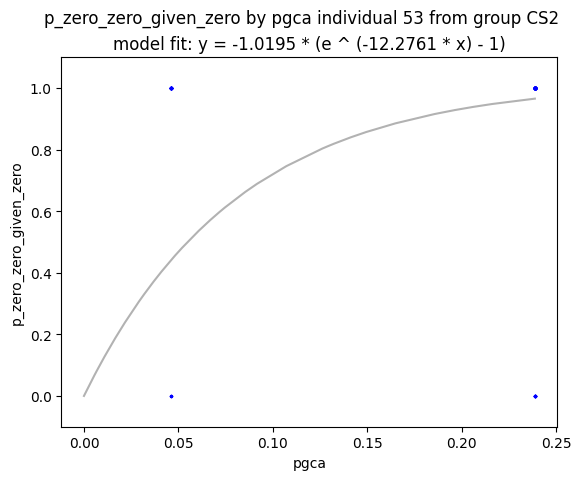 p_zero_zero_given_zero by pgca individual 53 from group CS2
model fit: y = -1.0195 * (e ^ (-12.2761 * x) - 1)
1.0
0.8
0.6
0.4
0.2
0.0
p_zero_zero_given_zero
0.00 0.05 0.10 0.15 0.20 0.25
pgca